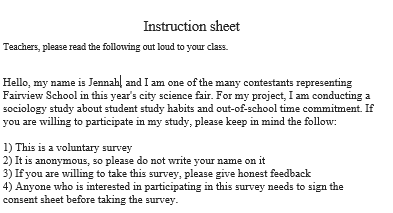 Instruction sheet
Teachers, please read the following out loud to your class.
Hello, my name is Jennah, and I am one of the many contestants representing
Fairview School in this year's city science fair. For my project, I am conducting a
sociology study about student study habits and out-of-school time commitment. If
you are willing to participate in my study, please keep in mind the follow:
1) This is a voluntary survey
2) It is anonymous, so please do not write your name on it
3) If you are willing to take this survey, please give honest feedback
4) Anyone who is interested in participating in this survey needs to sign the
consent sheet before taking the survey.